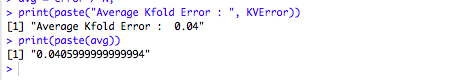 > avg = error / N;
> print(paste("Average Kfold Error : ", KVError))
[1] "Average Kfold Error :  0.04"
> print(paste(avg))
[1] "0.0405999999999994"
>